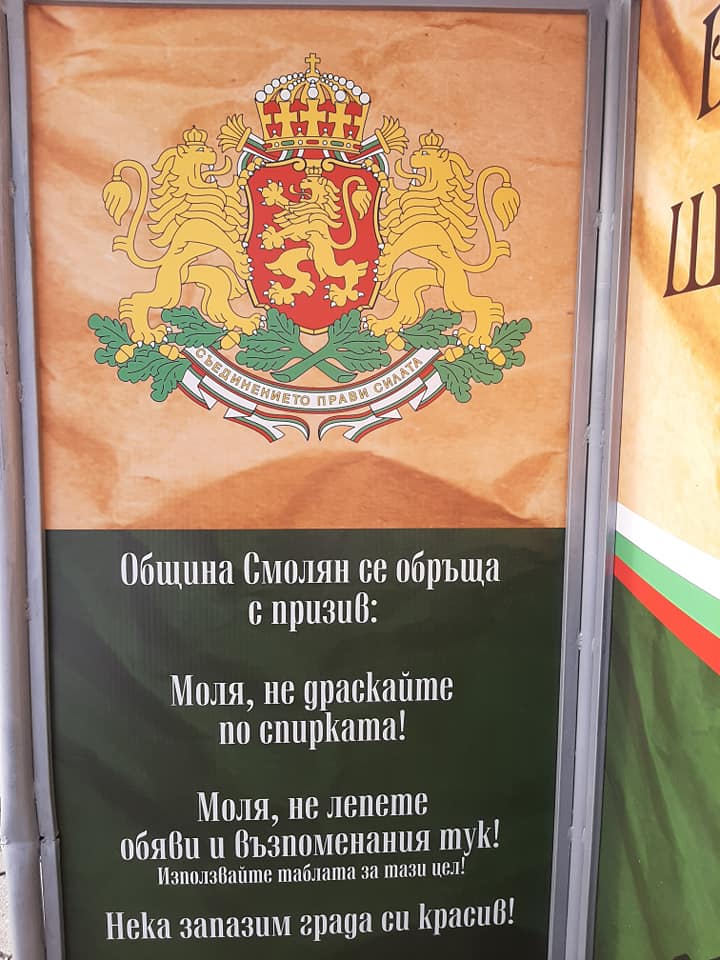 СЪЕДИНЕНИЕТО ПРАВИ СИЛАТА
Община Смолян се обръща
с призив:
Моля, не драскайте
по спирката!
Моля, не лепете
обяви и възпоменания тук!
Използвайте таблата за тази цел!
Нека запазим града си красив!